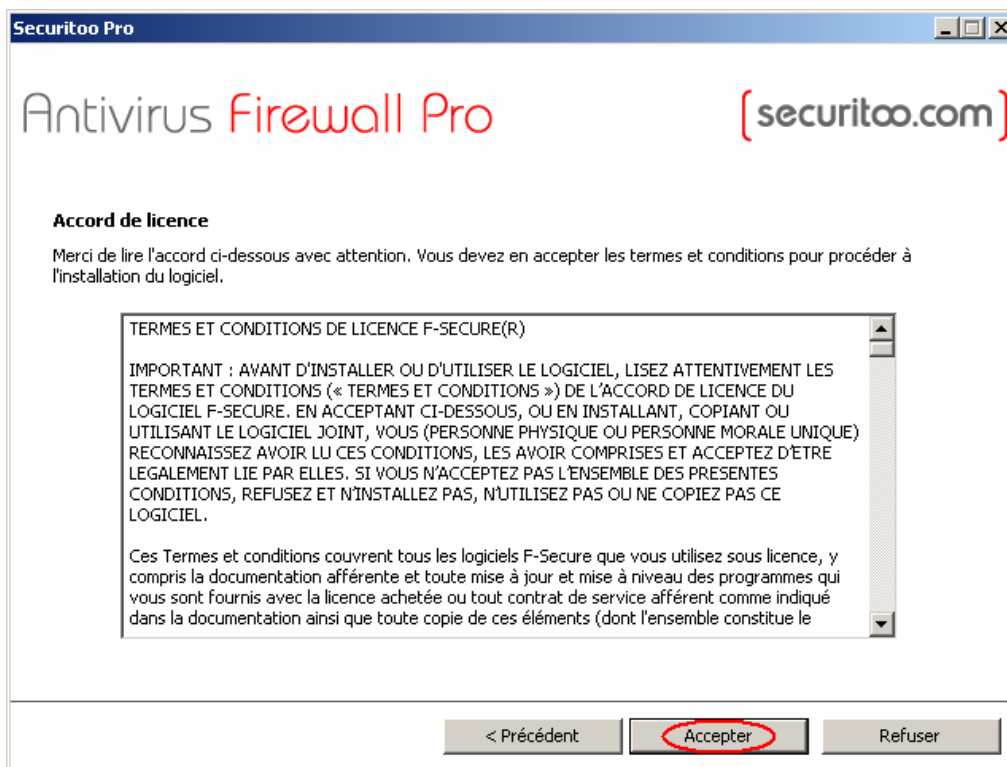 Securitoo Pro
Antivirus Firewall Pro
[securitoo.com]
Accord de licence
Merci de lire l'accord ci-dessous avec attention. Vous devez en accepter les termes et conditions pour procéder à
l'installation du logiciel.
TERMES ET CONDITIONS DE LICENCE F-SECURE(R)
IMPORTANT : AVANT D'INSTALLER OU D'UTILISER LE LOGICIEL, LISEZ ATTENTIVEMENT LES
TERMES ET CONDITIONS (« TERMES ET CONDITIONS ») DE L'ACCORD DE LICENCE DU
LOGICIEL F-SECURE. EN ACCEPTANT CI-DESSOUS, OU EN INSTALLANT, COPIANT OU
UTILISANT LE LOGICIEL JOINT, VOUS (PERSONNE PHYSIQUE OU PERSONNE MORALE UNIQUE)
RECONNAISSEZ AVOIR LU CES CONDITIONS, LES AVOIR COMPRISES ET ACCEPTEZ D'ETRE
LEGALEMENT LIE PAR ELLES. SI VOUS N'ACCEPTEZ PAS L'ENSEMBLE DES PRESENTES
CONDITIONS, REFUSEZ ET N'INSTALLEZ PAS, N'UTILISEZ PAS OU NE COPIEZ PAS CE
LOGICIEL.
Ces Termes et conditions couvrent tous les logiciels F-Secure que vous utilisez sous licence, y
compris la documentation afférente et toute mise à jour et mise à niveau des programmes qui
vous sont fournis avec la licence achetée ou tout contrat de service afférent comme indiqué
dans la documentation ainsi que toute copie de ces éléments (dont l'ensemble constitue le
< Précédent
Accepter
Refuser